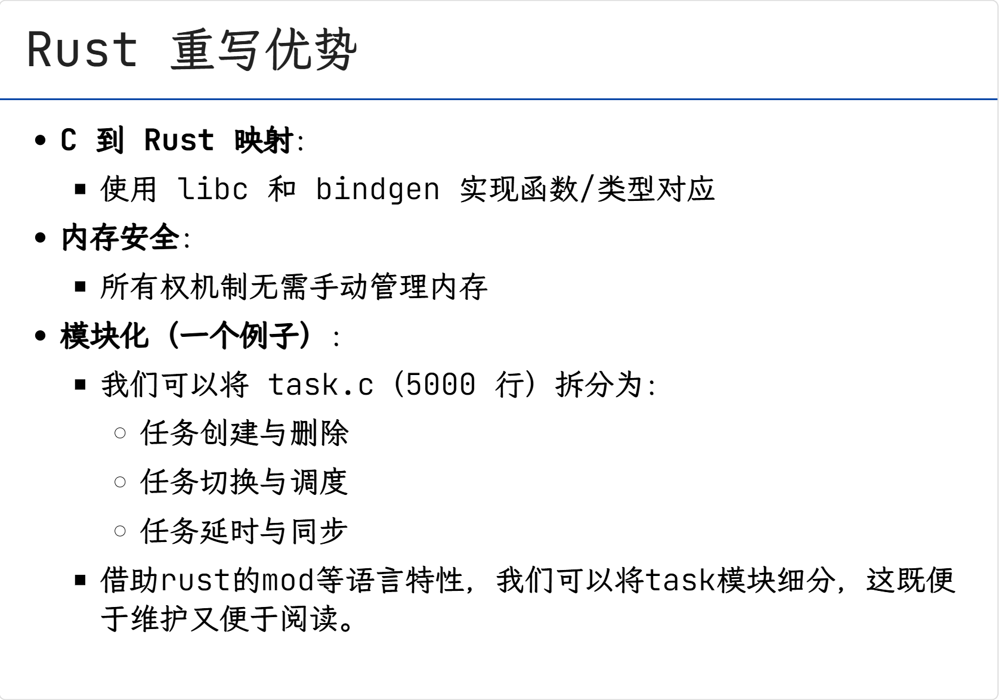 Rust 重写优势
• C 到 Rust 映射:
▪ 使用 libc 和 bindgen 实现函数/类型对应
• 内存安全:
▪ 所有权机制无需手动管理内存
• 模块化（一个例子）:
▪ 我们可以将 task.c（5000 行）拆分为:
○ 任务创建与删除
○ 任务切换与调度
○ 任务延时与同步
▪ 借助rust的mod等语言特性，我们可以将task模块细分，这既便
于维护又便于阅读。